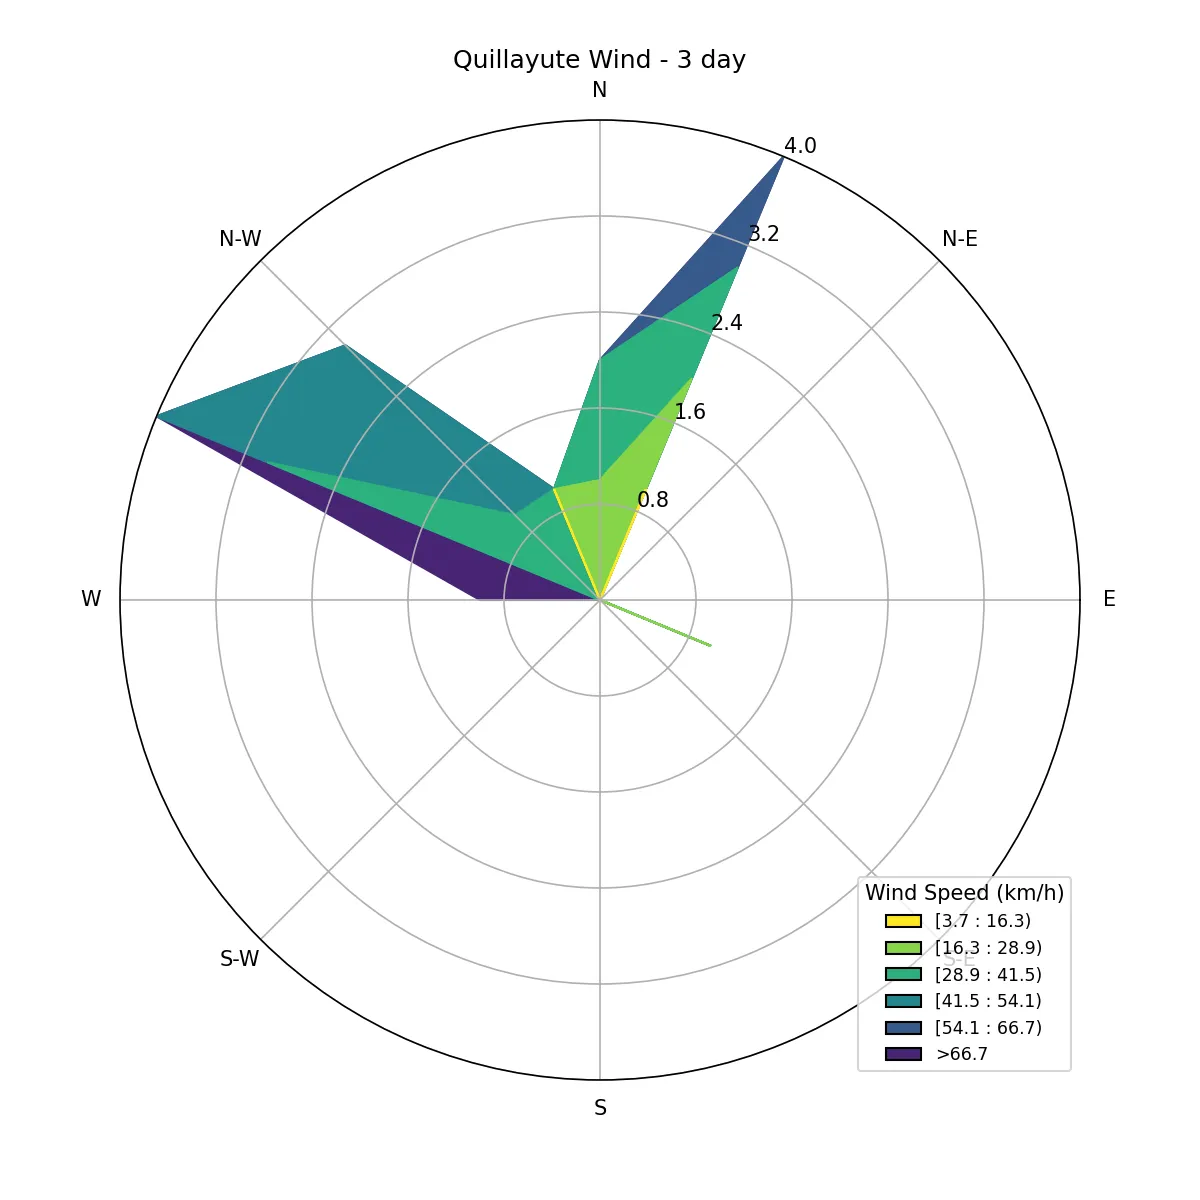 Quillayute Wind - 3 day
N
4.0
N-W
3.2
N-E
2.4
1.6
0.8
W
E
Wind Speed (km/h)
[3.7 : 16.3)
[16.3 : 28.9)
S-W
S-E
[28.9 : 41.5)
[41.5 : 54.1)
[54.1 : 66.7)
>66.7
S